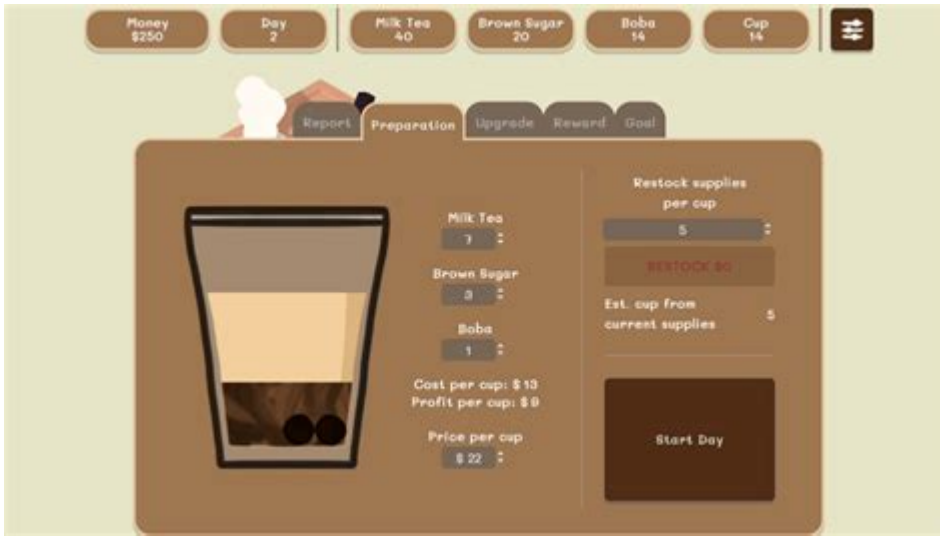 Money
$250
Day
2
Milk Tea
40
Brown Sugar
20
Boba
14
Cup
14
Report
Preparation
Upgrade
Reward
Goal
Milk Tea
7
Brown Sugar
3
Boba
1
Cost per cup: $ 13
Profit per cup: $ 9
Price per cup
$ 22
Restock supplies
per cup
5
RESTOCK $0
Est. cup from
current supplies
5
Start Day